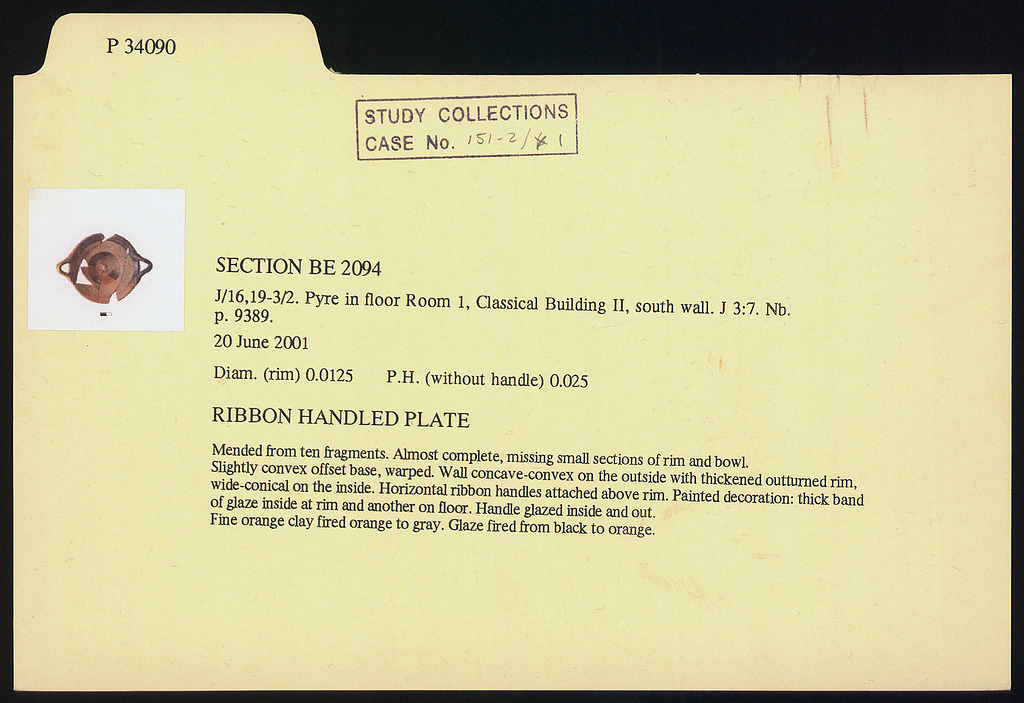 P 34090
STUDY COLLECTIONS
CASE No. 151-2/ 1
SECTION BE 2094
J/16,19-3/2. Pyre in floor Room 1, Classical Building II, south wall. J 3:7. Nb.
p. 9389.
20 June 2001
Diam. (rim) 0.0125 P.H. (without handle) 0.025
RIBBON HANDLED PLATE
Mended from ten fragments. Almost complete, missing small sections of rim and bowl.
Slightly convex offset base, warped. Wall concave-convex on the outside with thickened outturned rim,
wide-conical on the inside. Horizontal ribbon handles attached above rim. Painted decoration: thick band
of glaze inside at rim and another on floor. Handle glazed inside and out.
Fine orange clay fired orange to gray. Glaze fired from black to orange.